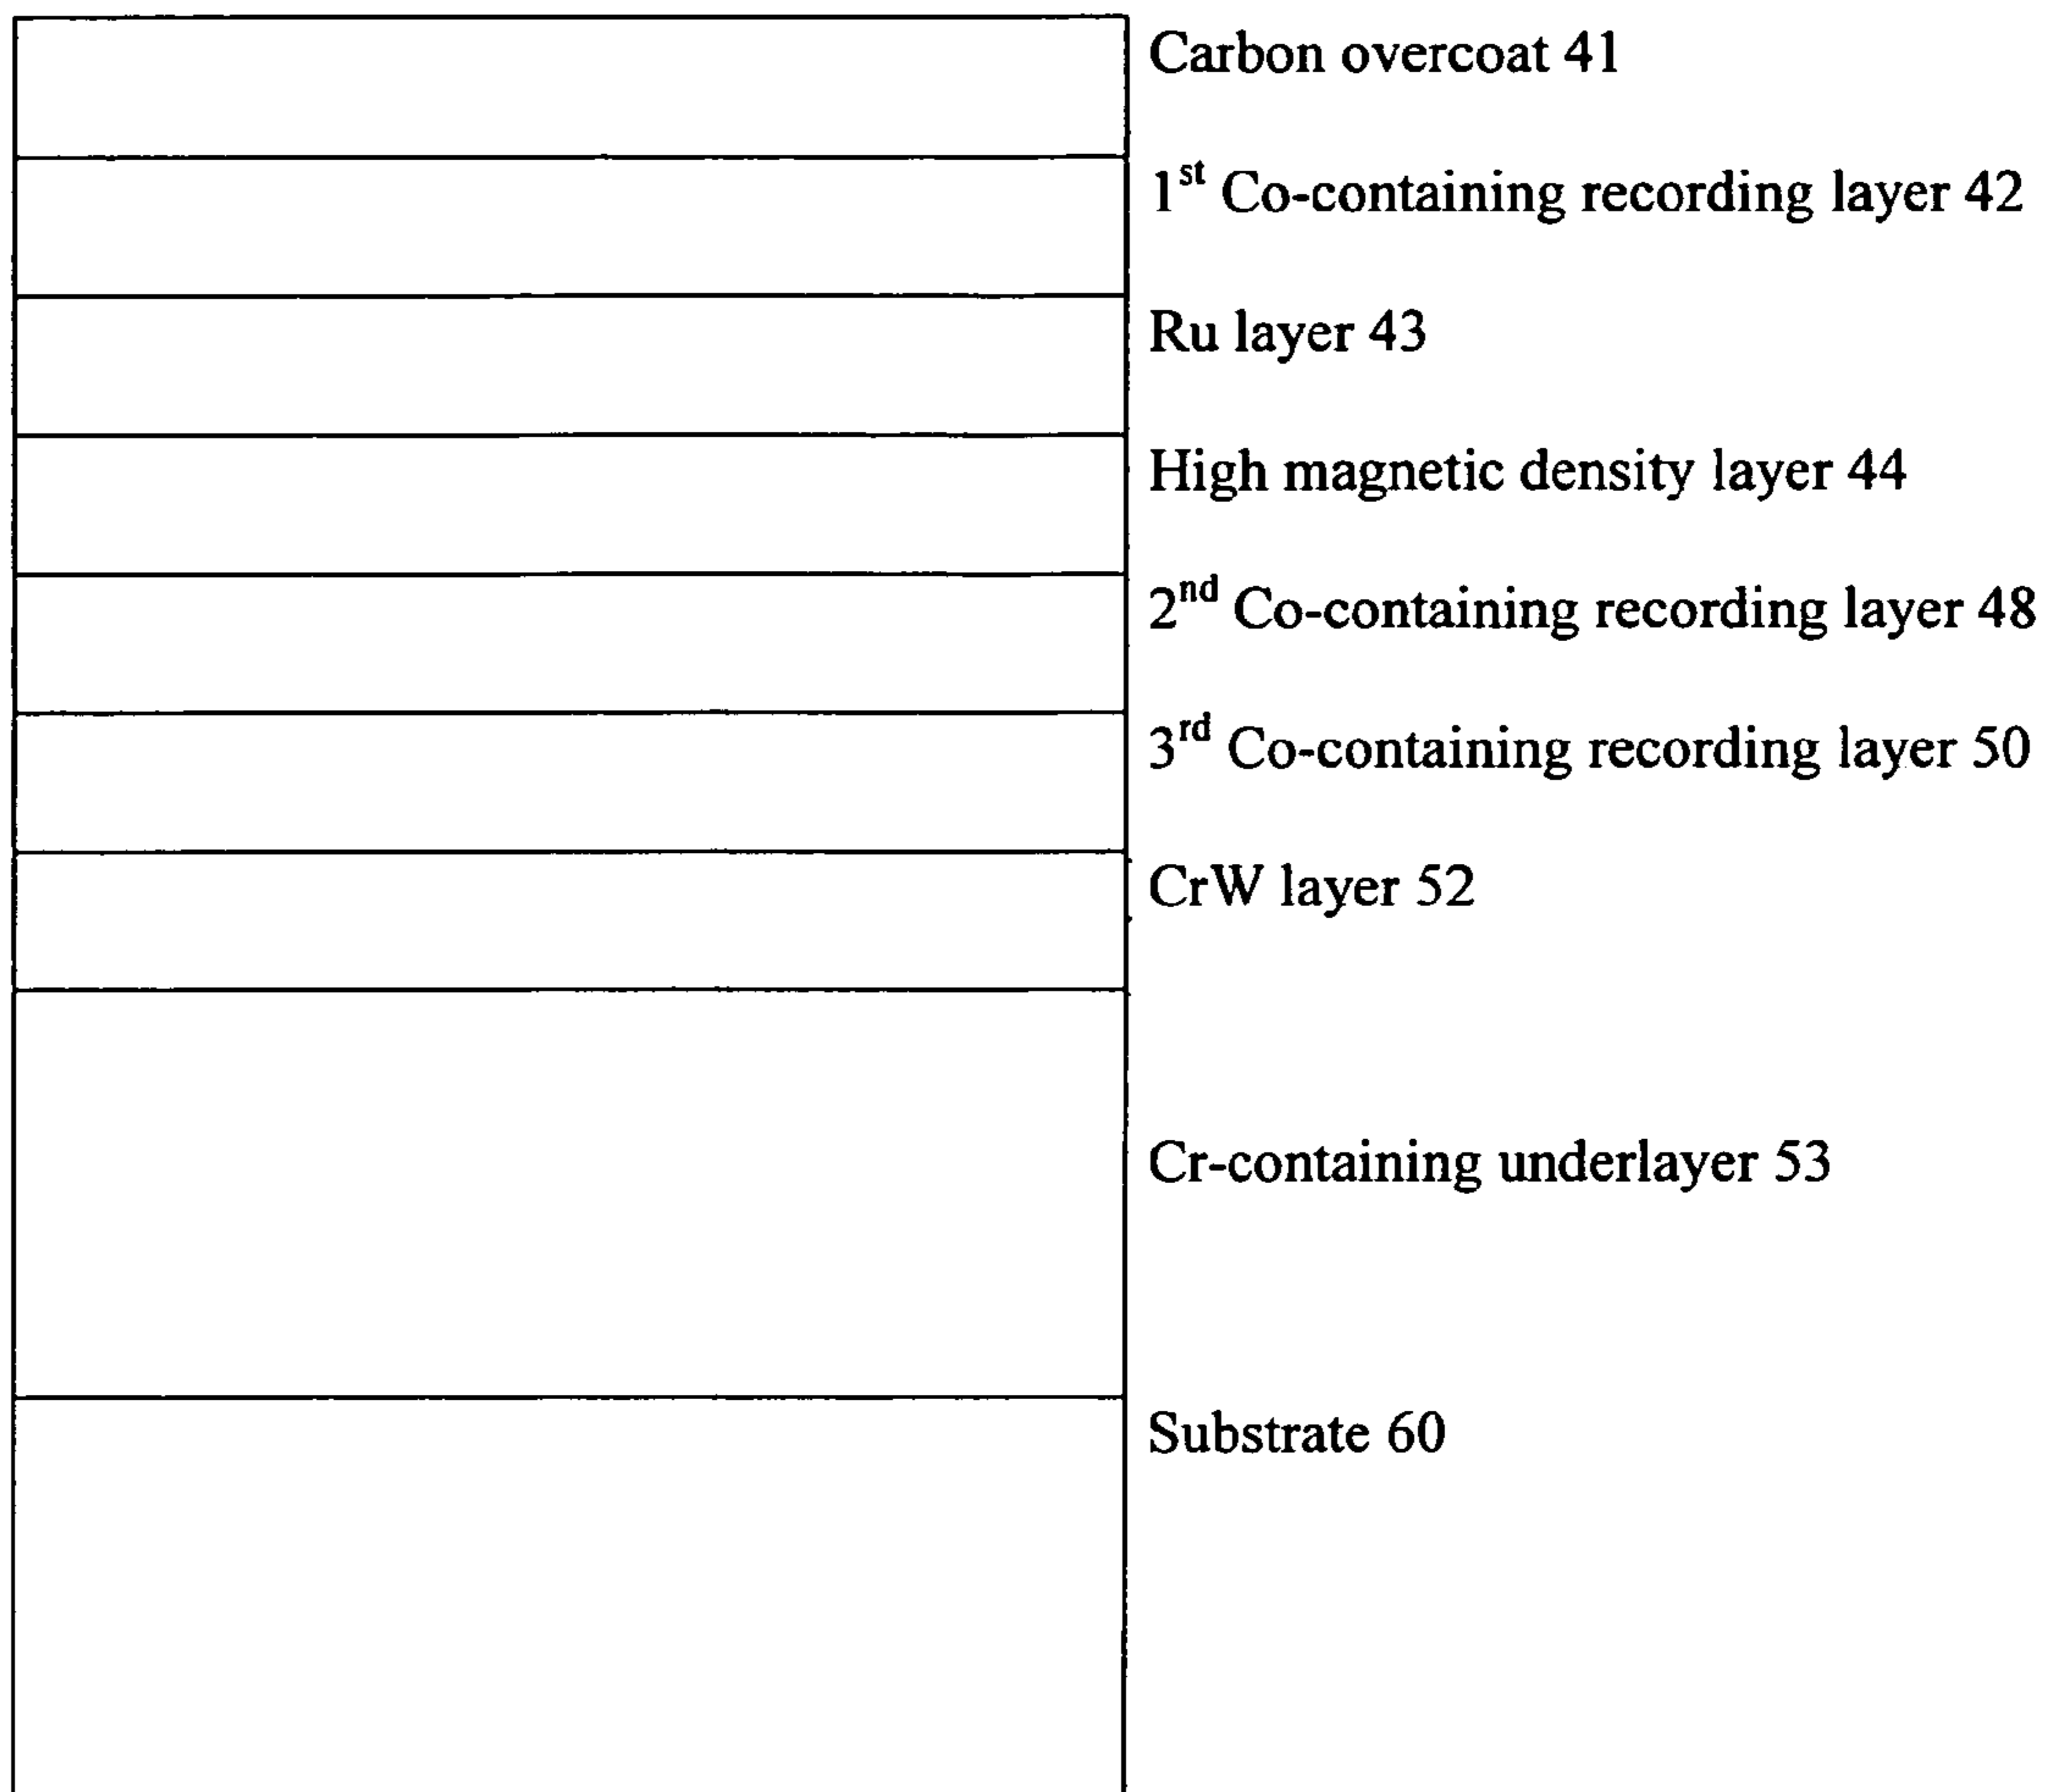 Carbon overcoat 41
1st Co-containing recording layer 42
Ru layer 43
High magnetic density layer 44
2nd Co-containing recording layer 48
3rd Co-containing recording layer 50
CrW layer 52
Cr-containing underlayer 53
Substrate 60